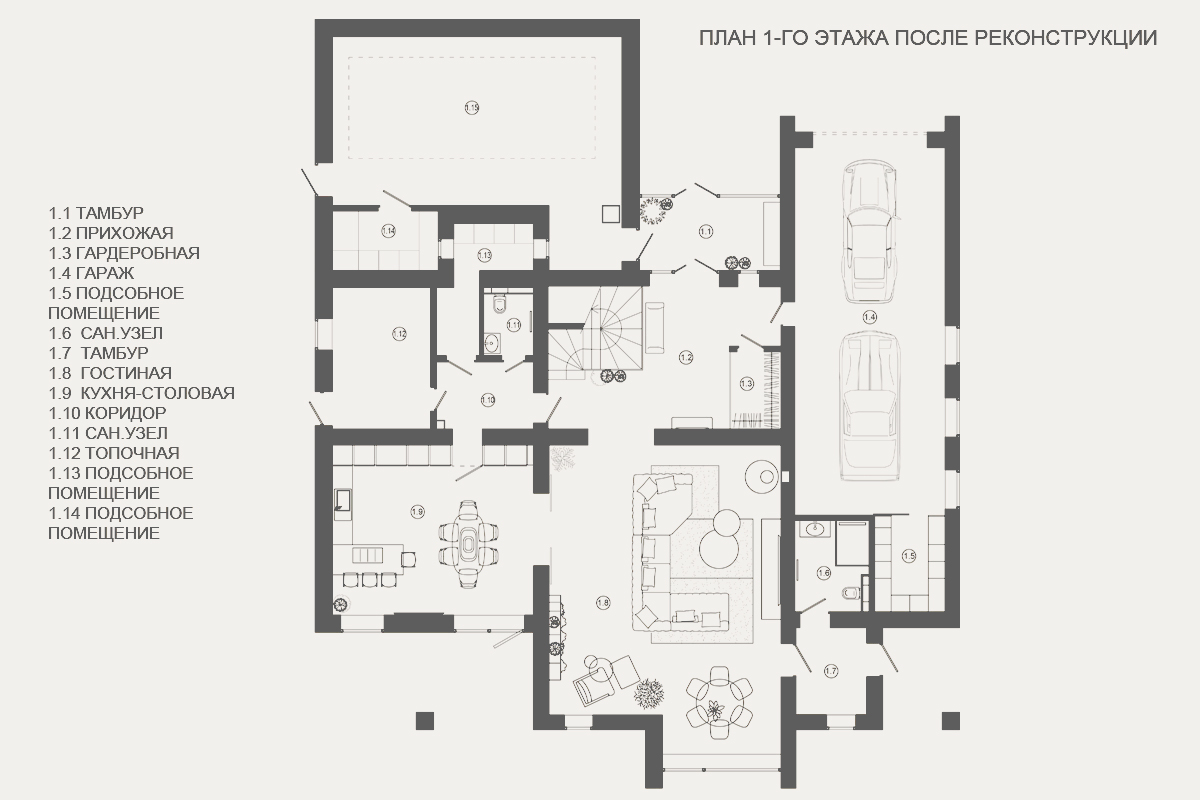 ПЛАН 1-ГО ЭТАЖА ПОСЛЕ РЕКОНСТРУКЦИИ
1.1 ТАМБУР
1.2 ПРИХОЖАЯ
1.3 ГАРДЕРОБНАЯ
1.4 ГАРАЖ
1.5 ПОДСОБНОЕ
ПОМЕЩЕНИЕ
1.6 САН.УЗЕЛ
1.7 ТАМБУР
1.8 ГОСТИНАЯ
1.9 КУХНЯ-СТОЛОВАЯ
1.10 КОРИДОР
1.11 САН.УЗЕЛ
1.12 ТОПОЧНАЯ
1.13 ПОДСОБНОЕ
ПОМЕЩЕНИЕ
1.14 ПОДСОБНОЕ
ПОМЕЩЕНИЕ
1.15
1.14
1.1
1.13
1.4
1.11
1.12
1.2
1.3
1.10
1.9
1.5
1.6
1.8
1.7